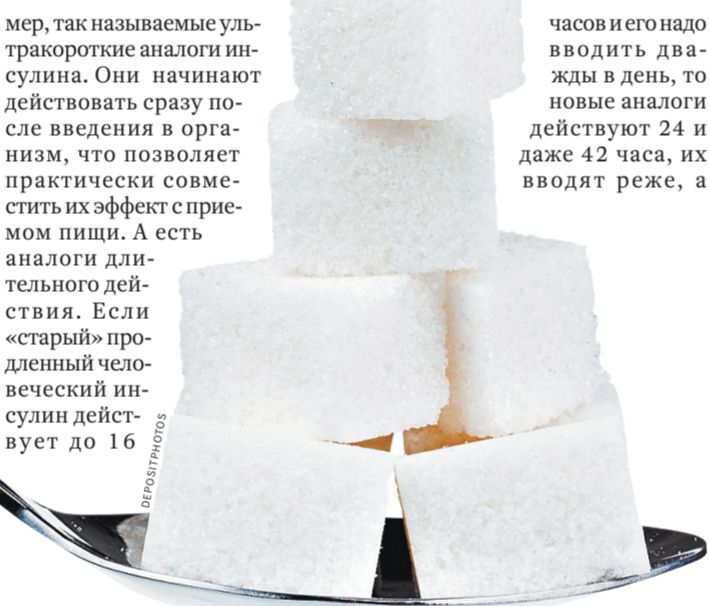 мер, так называемые уль-
тракороткие аналоги ин-
сулина. Они начинают
действовать сразу по-
сле введения в орга-
низм, что позволяет
практически совме-
стить их эффект с прие-
мом пищи. А есть
аналоги дли-
тельного дей-
ствия. Если
«старый» про-
дленный чело-
веческий ин-
сулин дейст-
вует до 16
часов и его надо
вводить два-
жды в день, то
новые аналоги
действуют 24 и
даже 42 часа, их
вводят реже, а
DEPOSITPHOTOS